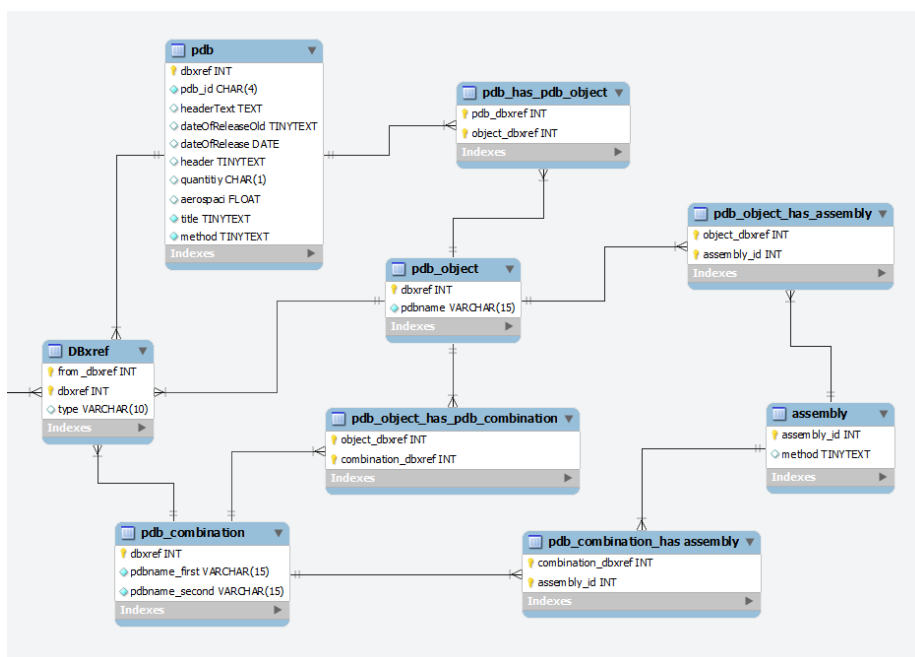 pdb
dbxref INT
pdb_id CHAR(4)
headerText TEXT
dateOfReleaseOld TINYTEXT
dateOfRelease DATE
header TINYTEXT
quantitiy CHAR(1)
aerospaci FLOAT
title TINYTEXT
method TINYTEXT
Indexes
pdb_has_pdb_object
pdb_dbxref INT
object_dbxref INT
Indexes
pdb_object_has_assembly
object_dbxref INT
assembly_id INT
Indexes
pdb_object
dbxref INT
pdbname VARCHAR(15)
Indexes
DBxref
from_dbxref INT
dbxref INT
type VARCHAR(10)
Indexes
pdb_object_has_pdb_combination
object_dbxref INT
combination_dbxref INT
Indexes
assembly
assembly_id INT
method TINYTEXT
Indexes
pdb_combination
dbxref INT
pdbname_first VARCHAR(15)
pdbname_second VARCHAR(15)
Indexes
pdb_combination_has assembly
combination_dbxref INT
assembly_id INT
Indexes